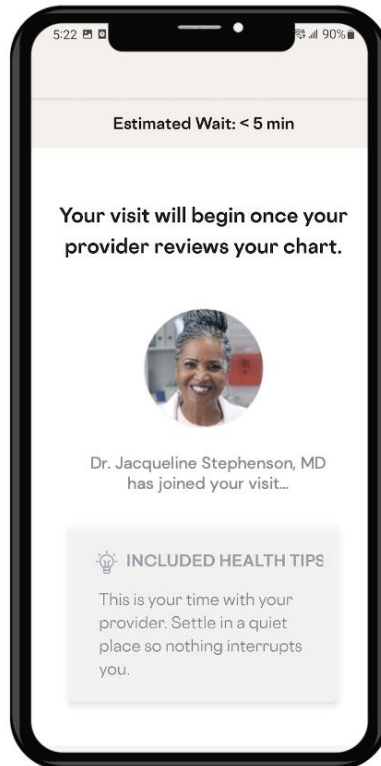 5:22 90%
Estimated Wait: < 5 min
Your visit will begin once your
provider reviews your chart.
Dr. Jacqueline Stephenson, MD
has joined your visit...
INCLUDED HEALTH TIPS
This is your time with your
provider. Settle in a quiet
place so nothing interrupts
you.